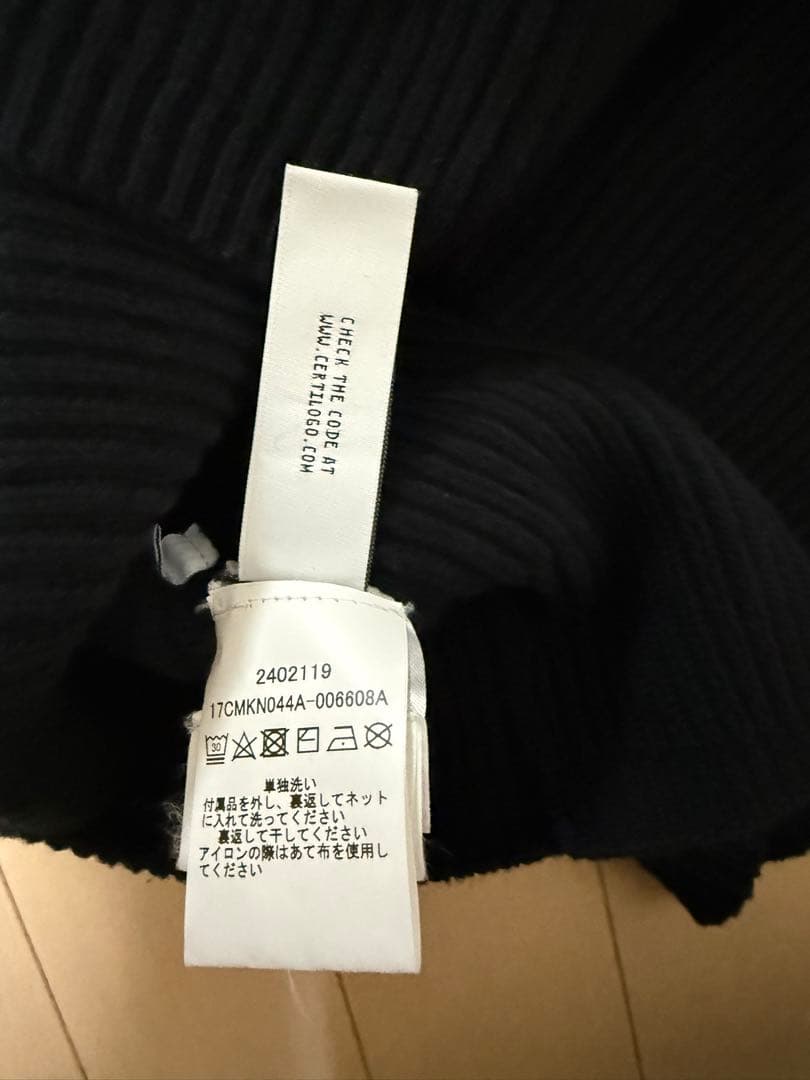 CHECK THE CODE AT
WWW.CERTILOGO.COM
2402119
17CMKN044A-006608A
30
単独洗い
付属品を外し、裏返してネット
に入れて洗ってください
裏返して干してください
アイロンの際はあて布を使用し
てください